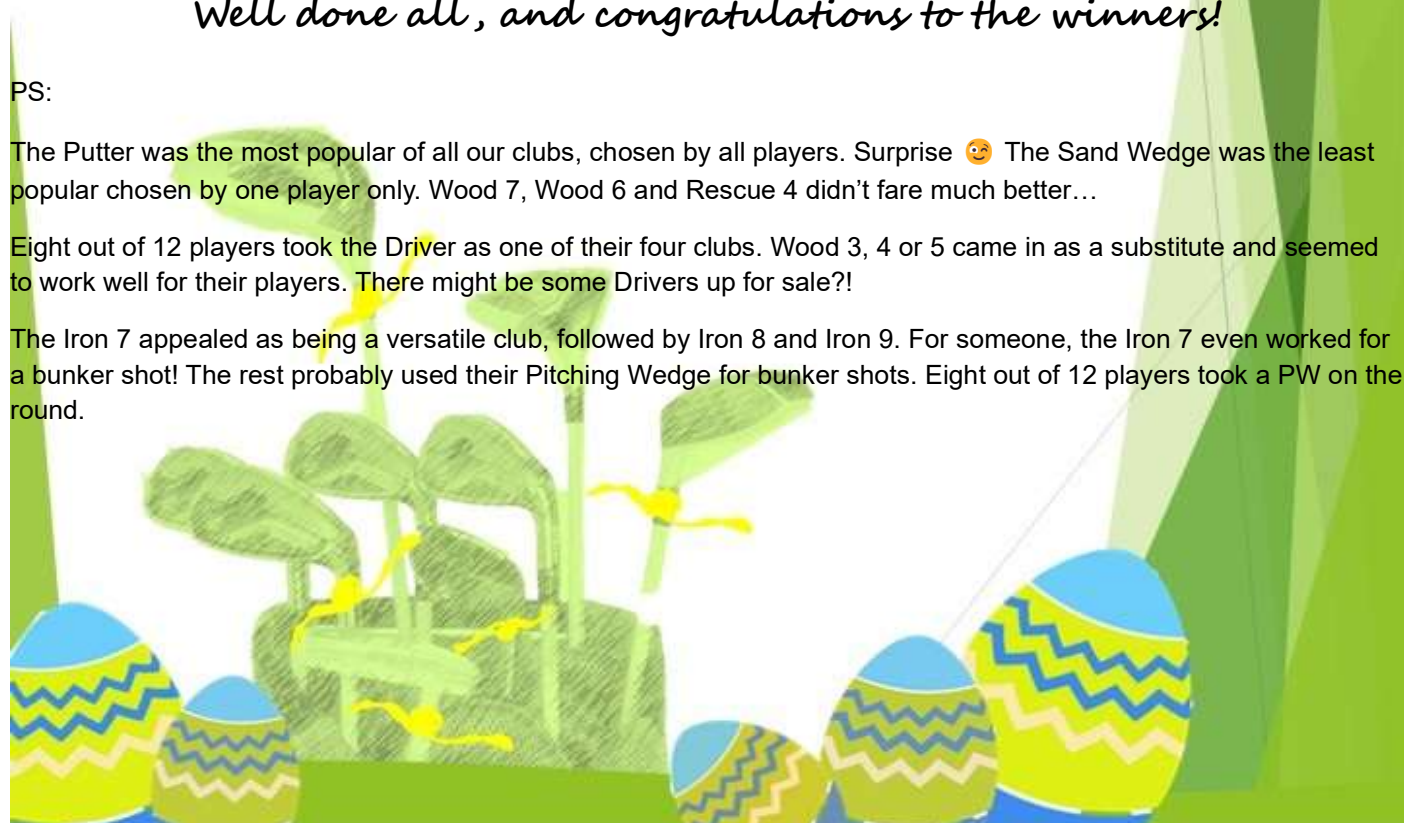 Well done all, and congratulations to the winners!
PS:
The Putter was the most popular of all our clubs, chosen by all players. Surprise 😉 The Sand Wedge was the least
popular chosen by one player only. Wood 7, Wood 6 and Rescue 4 didn’t fare much better…
Eight out of 12 players took the Driver as one of their four clubs. Wood 3, 4 or 5 came in as a substitute and seemed
to work well for their players. There might be some Drivers up for sale?!
The Iron 7 appealed as being a versatile club, followed by Iron 8 and Iron 9. For someone, the Iron 7 even worked for
a bunker shot! The rest probably used their Pitching Wedge for bunker shots. Eight out of 12 players took a PW on the
round.